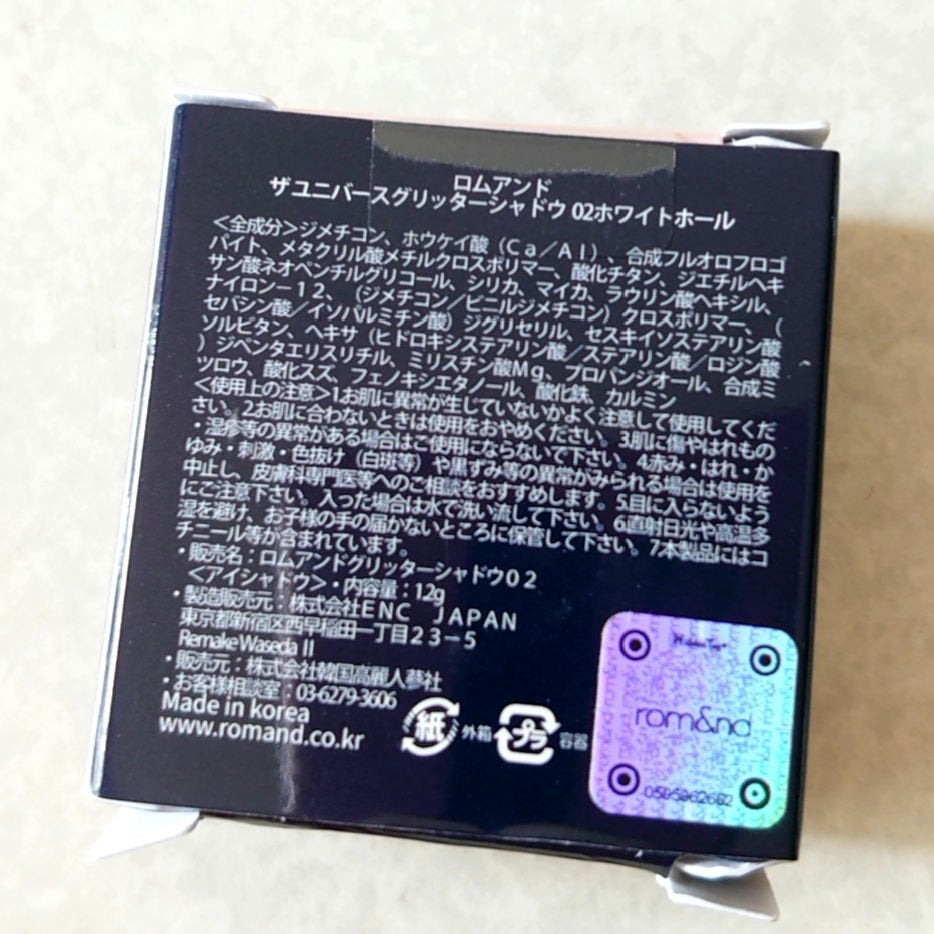 ロムアンド
ザユニバースグリッターシャドウ 02ホワイトホール
＜全成分＞ジメチコン、ホウケイ酸（Ｃａ／Ａｌ）、合成フルオロフロゴ
パイト、メタクリル酸メチルクロスポリマー、酸化チタン、ジエチルヘキ
サン酸ネオペンチルグリコール、シリカ、マイカ、ラウリン酸ヘキシル、
ナイロン－１２、（ジメチコン／ビニルジメチコン）クロスポリマー、（
セバシン酸／イソパルミチン酸）ジグリセリル、セスキイソステアリン酸
ソルビタン、ヘキサ（ヒドロキシステアリン酸／ステアリン酸／ロジン酸
）ジペンタエリスリチル、ミリスチン酸Ｍｇ、プロパンジオール、合成ミ
ツロウ、酸化スズ、フェノキシエタノール、酸化鉄、カルミン
＜使用上の注意＞1.お肌に異常が生じていないかよく注意して使用してくだ
さい。2お肌に合わないときは使用をおやめください。3.肌に傷やはれもの
・湿疹等の異常がある場合はご使用にならないで下さい。4.赤み・はれ・か
ゆみ・刺激・色抜け（白斑等）や黒ずみ等の異常がみられる場合は使用を
中止し、皮膚科専門医等へのご相談をおすすめします。5.目に入らないよう
にご注意下さい。入った場合は水で洗い流して下さい。6.直射日光や高温多
湿を避け、お子様の手の届かないところに保管して下さい。7.本製品にはコ
チニール等が含まれています。
・販売名：ロムアンドグリッターシャドウ０２
＜アイシャドウ＞・内容量：12g
・製造販売元：株式会社ＥＮＣ　ＪＡＰＡＮ
東京都新宿区西早稲田一丁目２３－５
Remake Waseda Ⅱ
・販売元：株式会社韓国高麗人蔘社
・お客様相談室：03-6279-3606
Made in korea
www.romand.co.kr
紙 外箱 プラ 容器
rom&nd